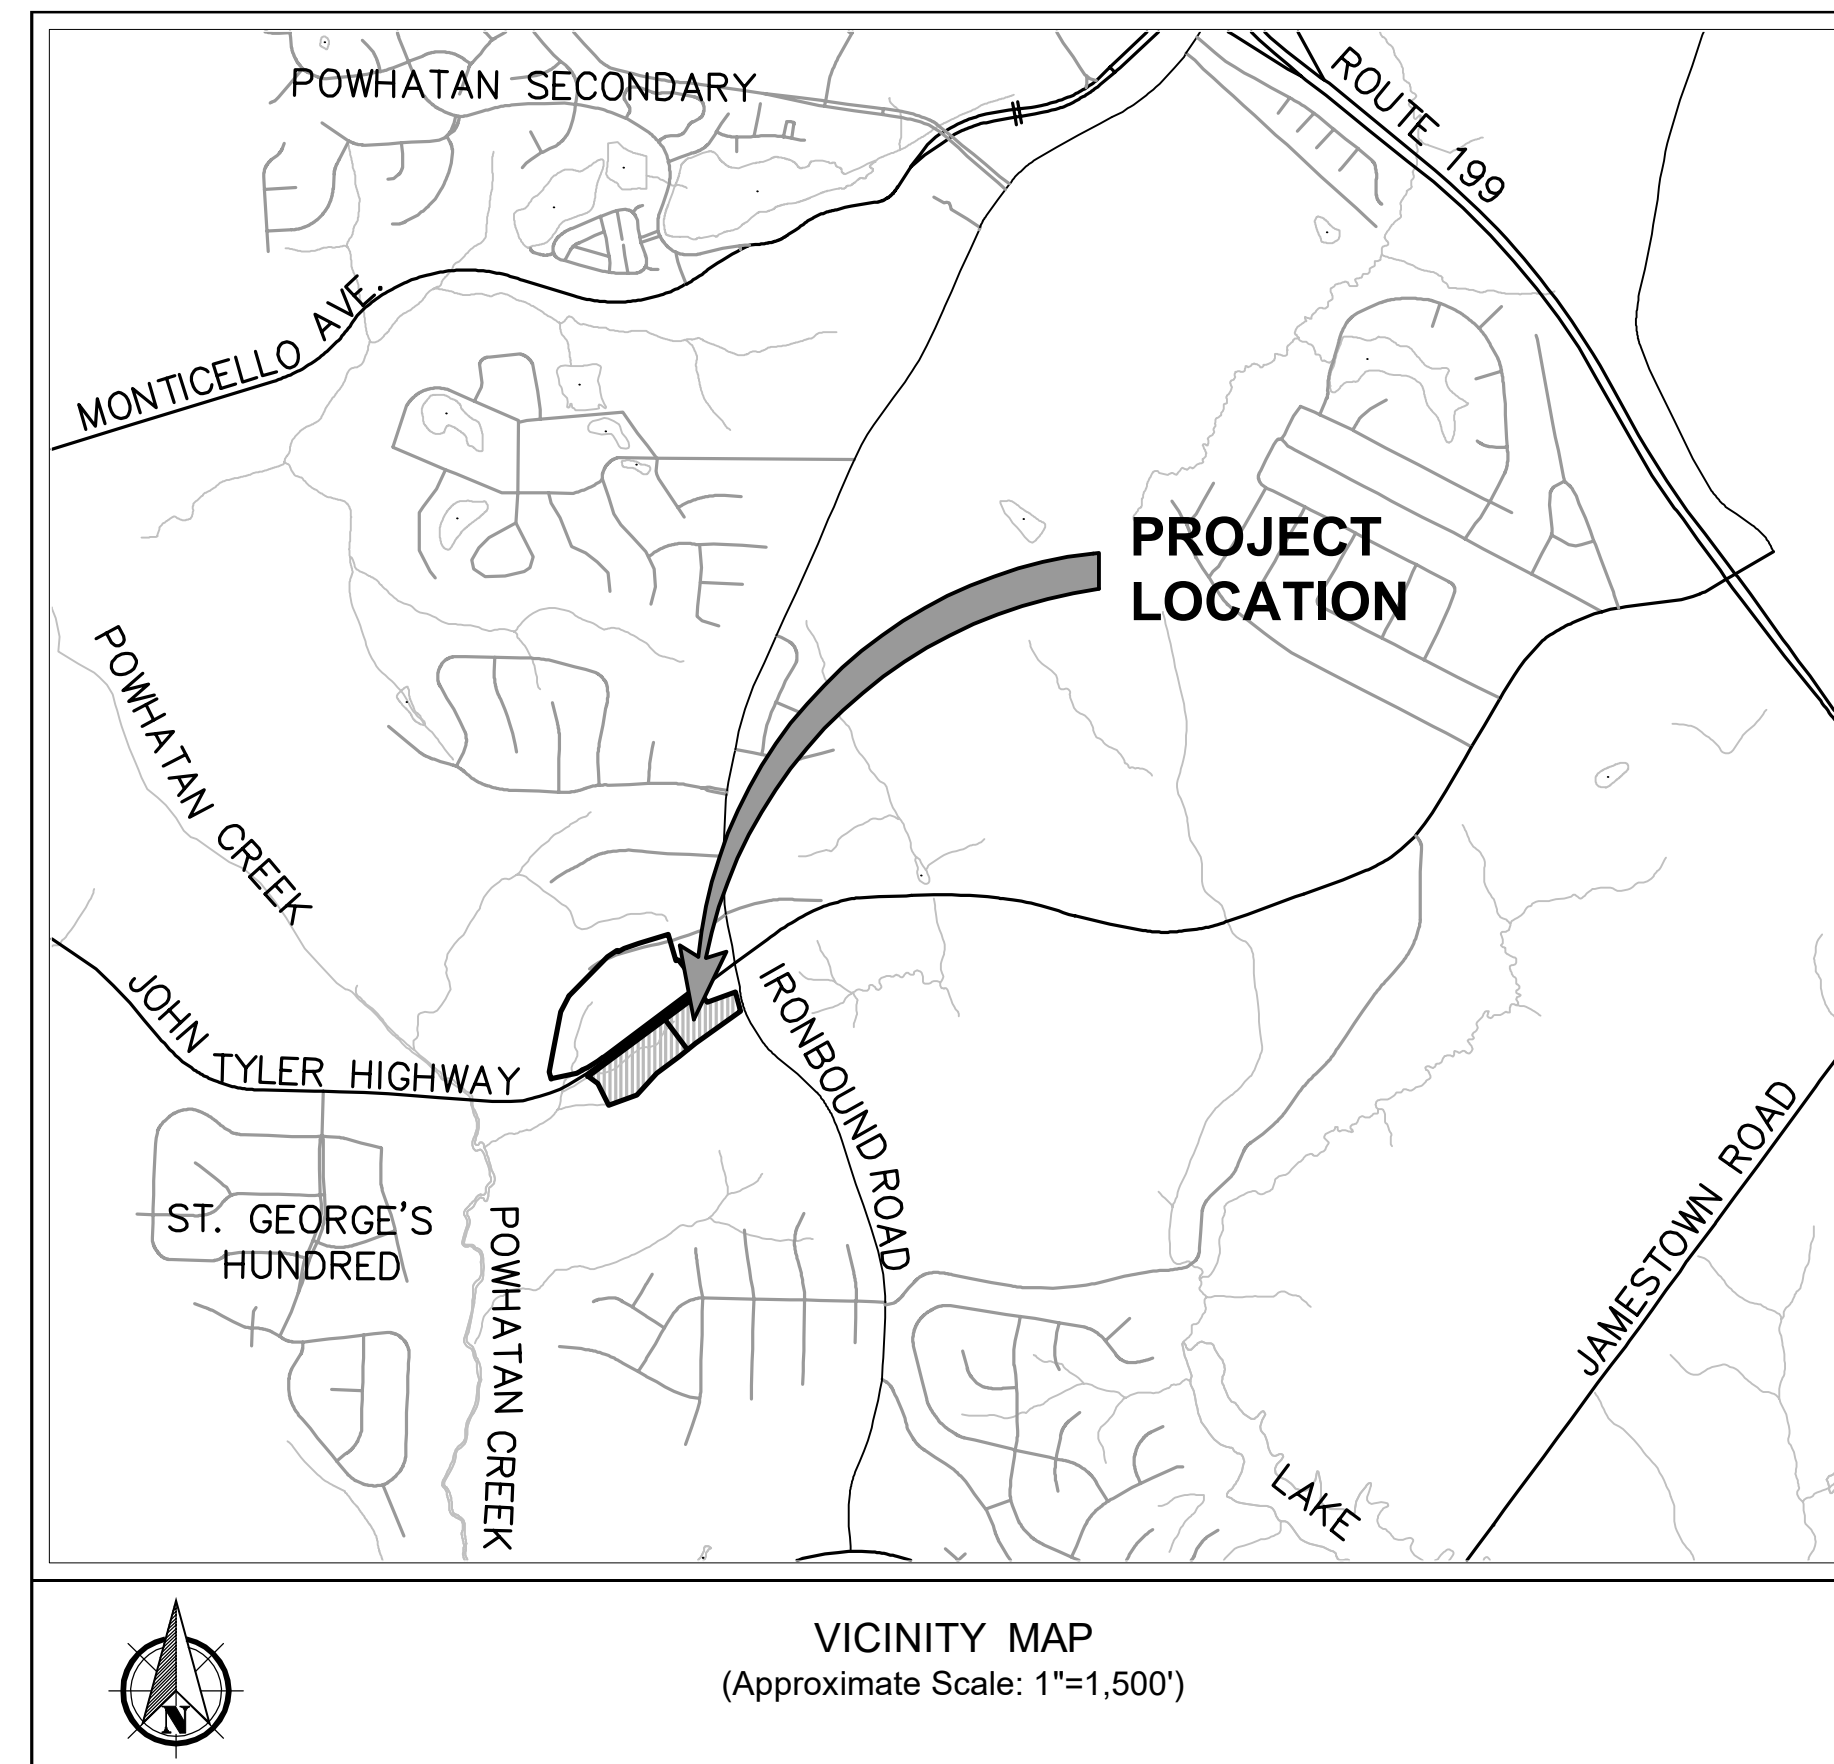 POWHATAN SECONDARY
ROUTE 199
MONTICELLO AVE.
PROJECT
LOCATION
POWHATAN CREEK
JOHN TYLER HIGHWAY
IRONBOUND ROAD
ST. GEORGE'S
HUNDRED
POWHATAN CREEK
JAMESTOWN ROAD
LAKE
N
VICINITY MAP
(Approximate Scale: 1"=1,500')